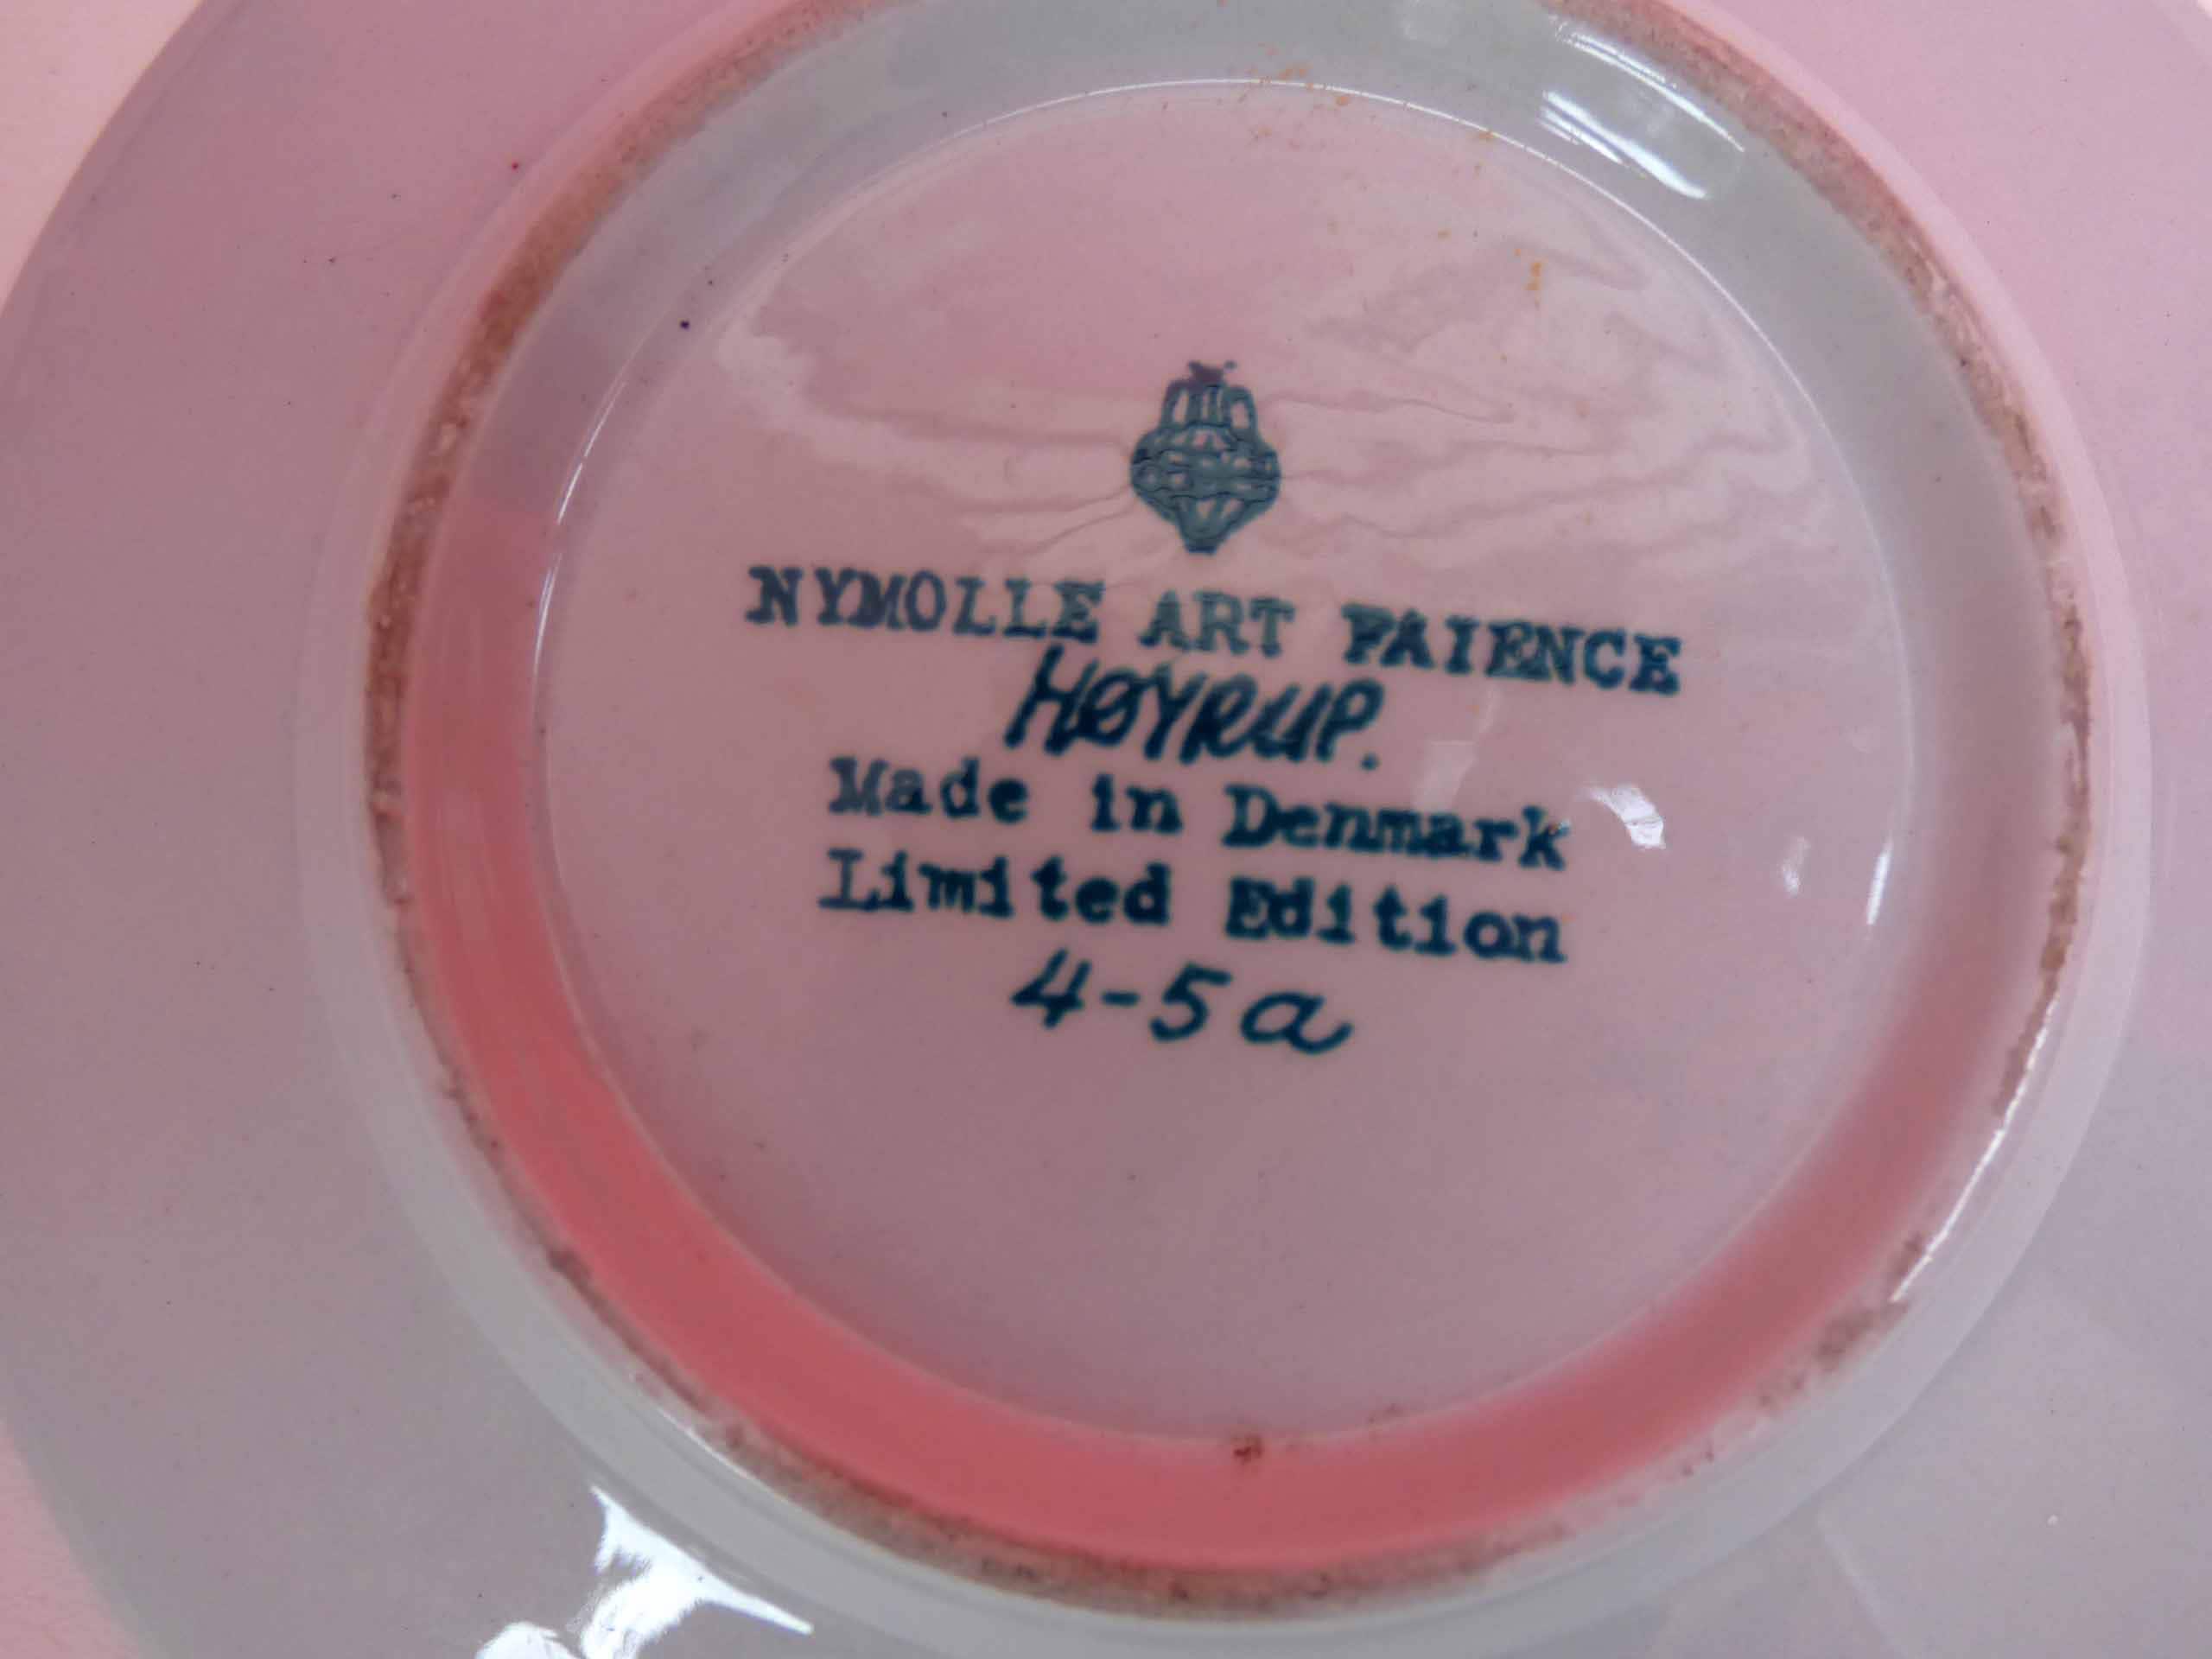 NYMOLLE ART FAIENCE
HØYRUP.
Made in Denmark
Limited Edition
4-5a